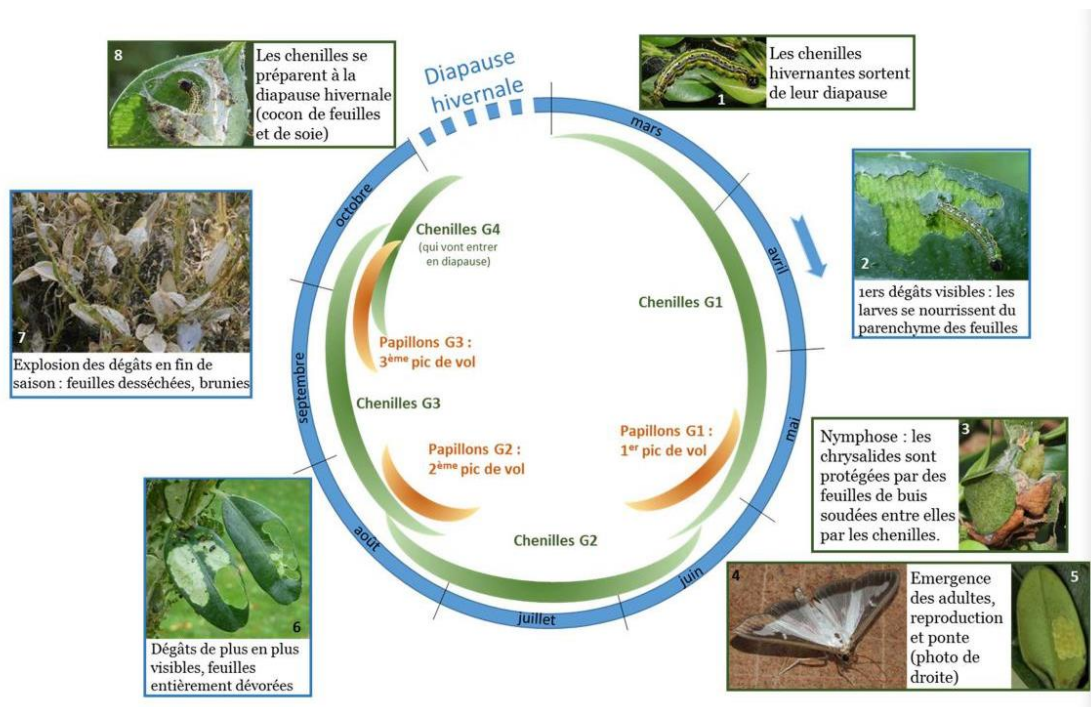 8
Les chenilles se
préparent à la
diapause hivernale
(cocon de feuilles
et de soie)
Diapause
hivernale
1
Les chenilles
hivernantes sortent
de leur diapause
mars
avril
mai
juin
juillet
août
septembre
octobre
2
1ers dégâts visibles : les
larves se nourrissent du
parenchyme des feuilles
3
Nymphose : les
chrysalides sont
protégées par des
feuilles de buis
soudées entre elles
par les chenilles.
4
Emergence
des adultes,
reproduction
et ponte
(photo de
droite)
5
6
Dégâts de plus en plus
visibles, feuilles
entièrement dévorées
7
Explosion des dégâts en fin de
saison : feuilles desséchées, brunies
Chenilles G4
(qui vont entrer
en diapause)
Chenilles G1
Papillons G3 :
3ème pic de vol
Chenilles G3
Papillons G2 :
2ème pic de vol
Papillons G1 :
1er pic de vol
Chenilles G2